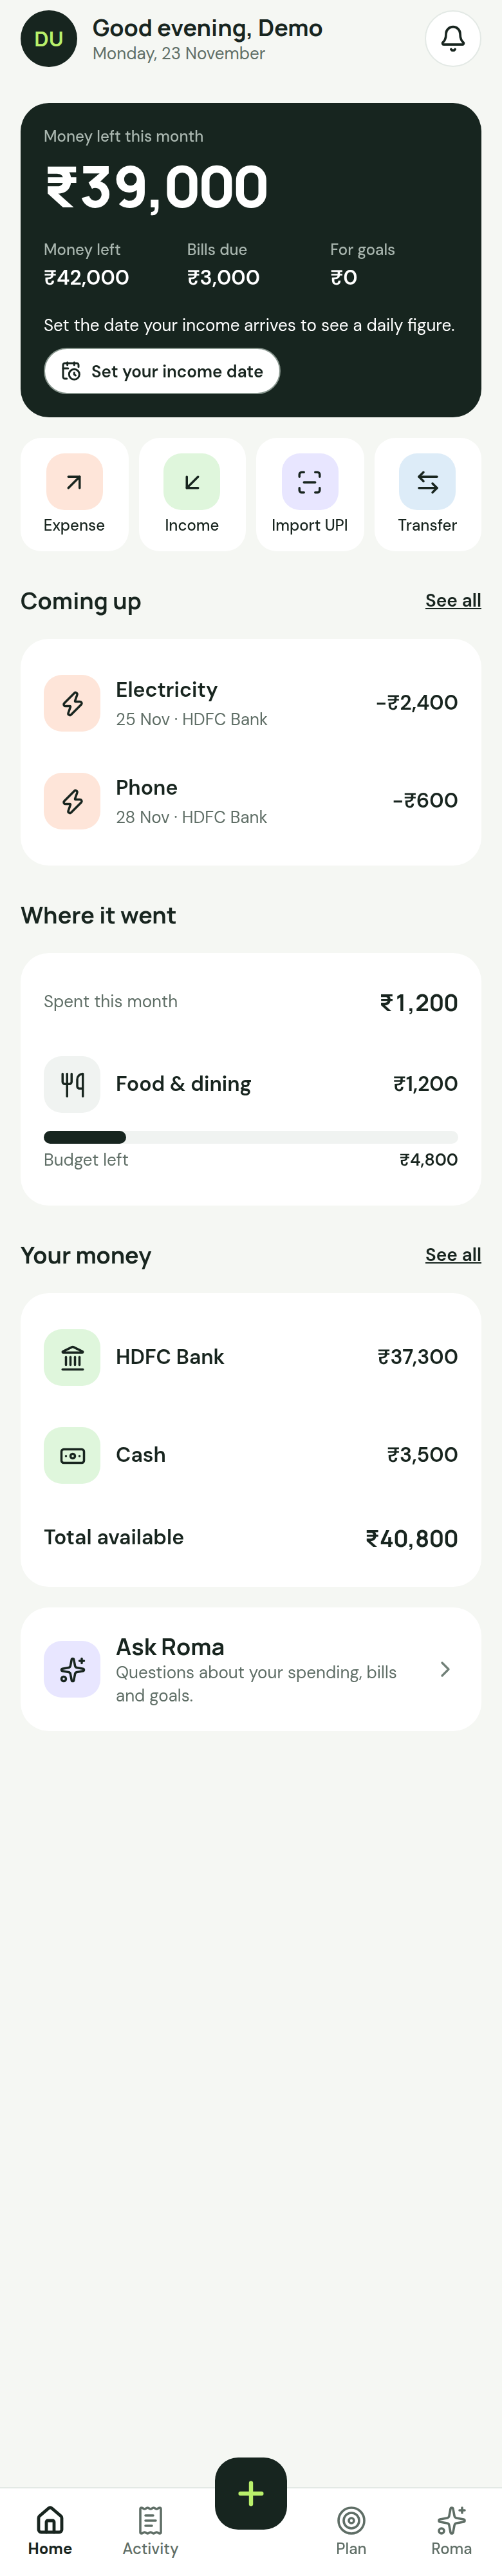 DU
Good evening, Demo
Monday, 23 November
Money left this month
₹39,000
Money left
Bills due
For goals
₹42,000
₹3,000
₹0
Set the date your income arrives to see a daily figure.
Set your income date
Expense
Income
Import UPI
Transfer
Coming up
See all
Electricity
-₹2,400
25 Nov · HDFC Bank
Phone
-₹600
28 Nov · HDFC Bank
Where it went
Spent this month
₹1,200
Food & dining
₹1,200
Budget left
₹4,800
Your money
See all
HDFC Bank
₹37,300
Cash
₹3,500
Total available
₹40,800
Ask Roma
Questions about your spending, bills
and goals.
Home
Activity
Plan
Roma